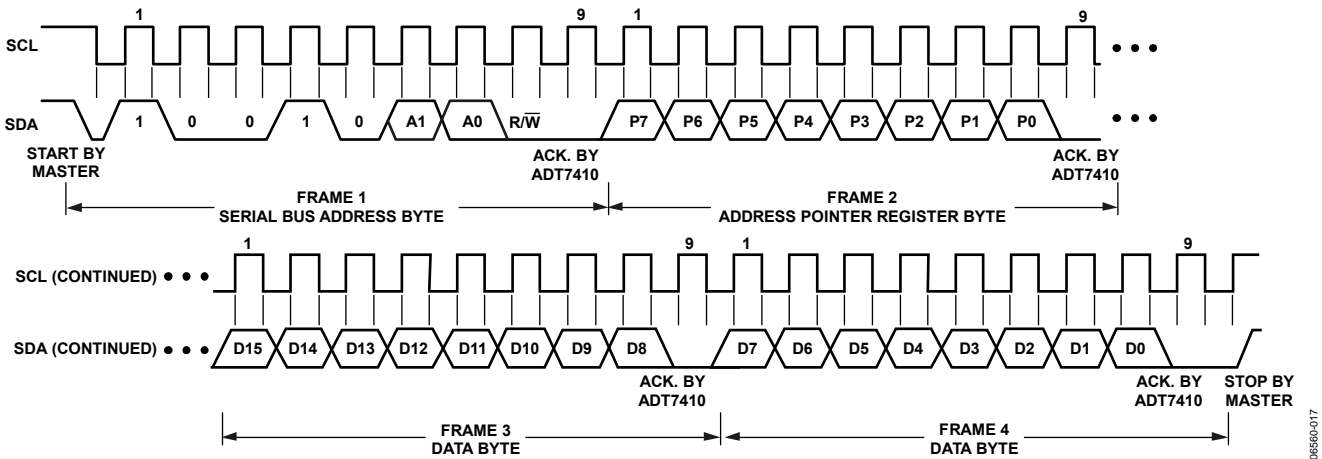 1 9 1 9
SCL
SDA 1 0 0 1 0 A1 A0 R/W̅ P7 P6 P5 P4 P3 P2 P1 P0
START BY
MASTER
ACK. BY
ADT7410
ACK. BY
ADT7410
FRAME 1
SERIAL BUS ADDRESS BYTE
FRAME 2
ADDRESS POINTER REGISTER BYTE
1 9 1 9
SCL (CONTINUED)
SDA (CONTINUED) D15 D14 D13 D12 D11 D10 D9 D8 D7 D6 D5 D4 D3 D2 D1 D0
ACK. BY
ADT7410
ACK. BY
ADT7410
STOP BY
MASTER
FRAME 3
DATA BYTE
FRAME 4
DATA BYTE
06560-017